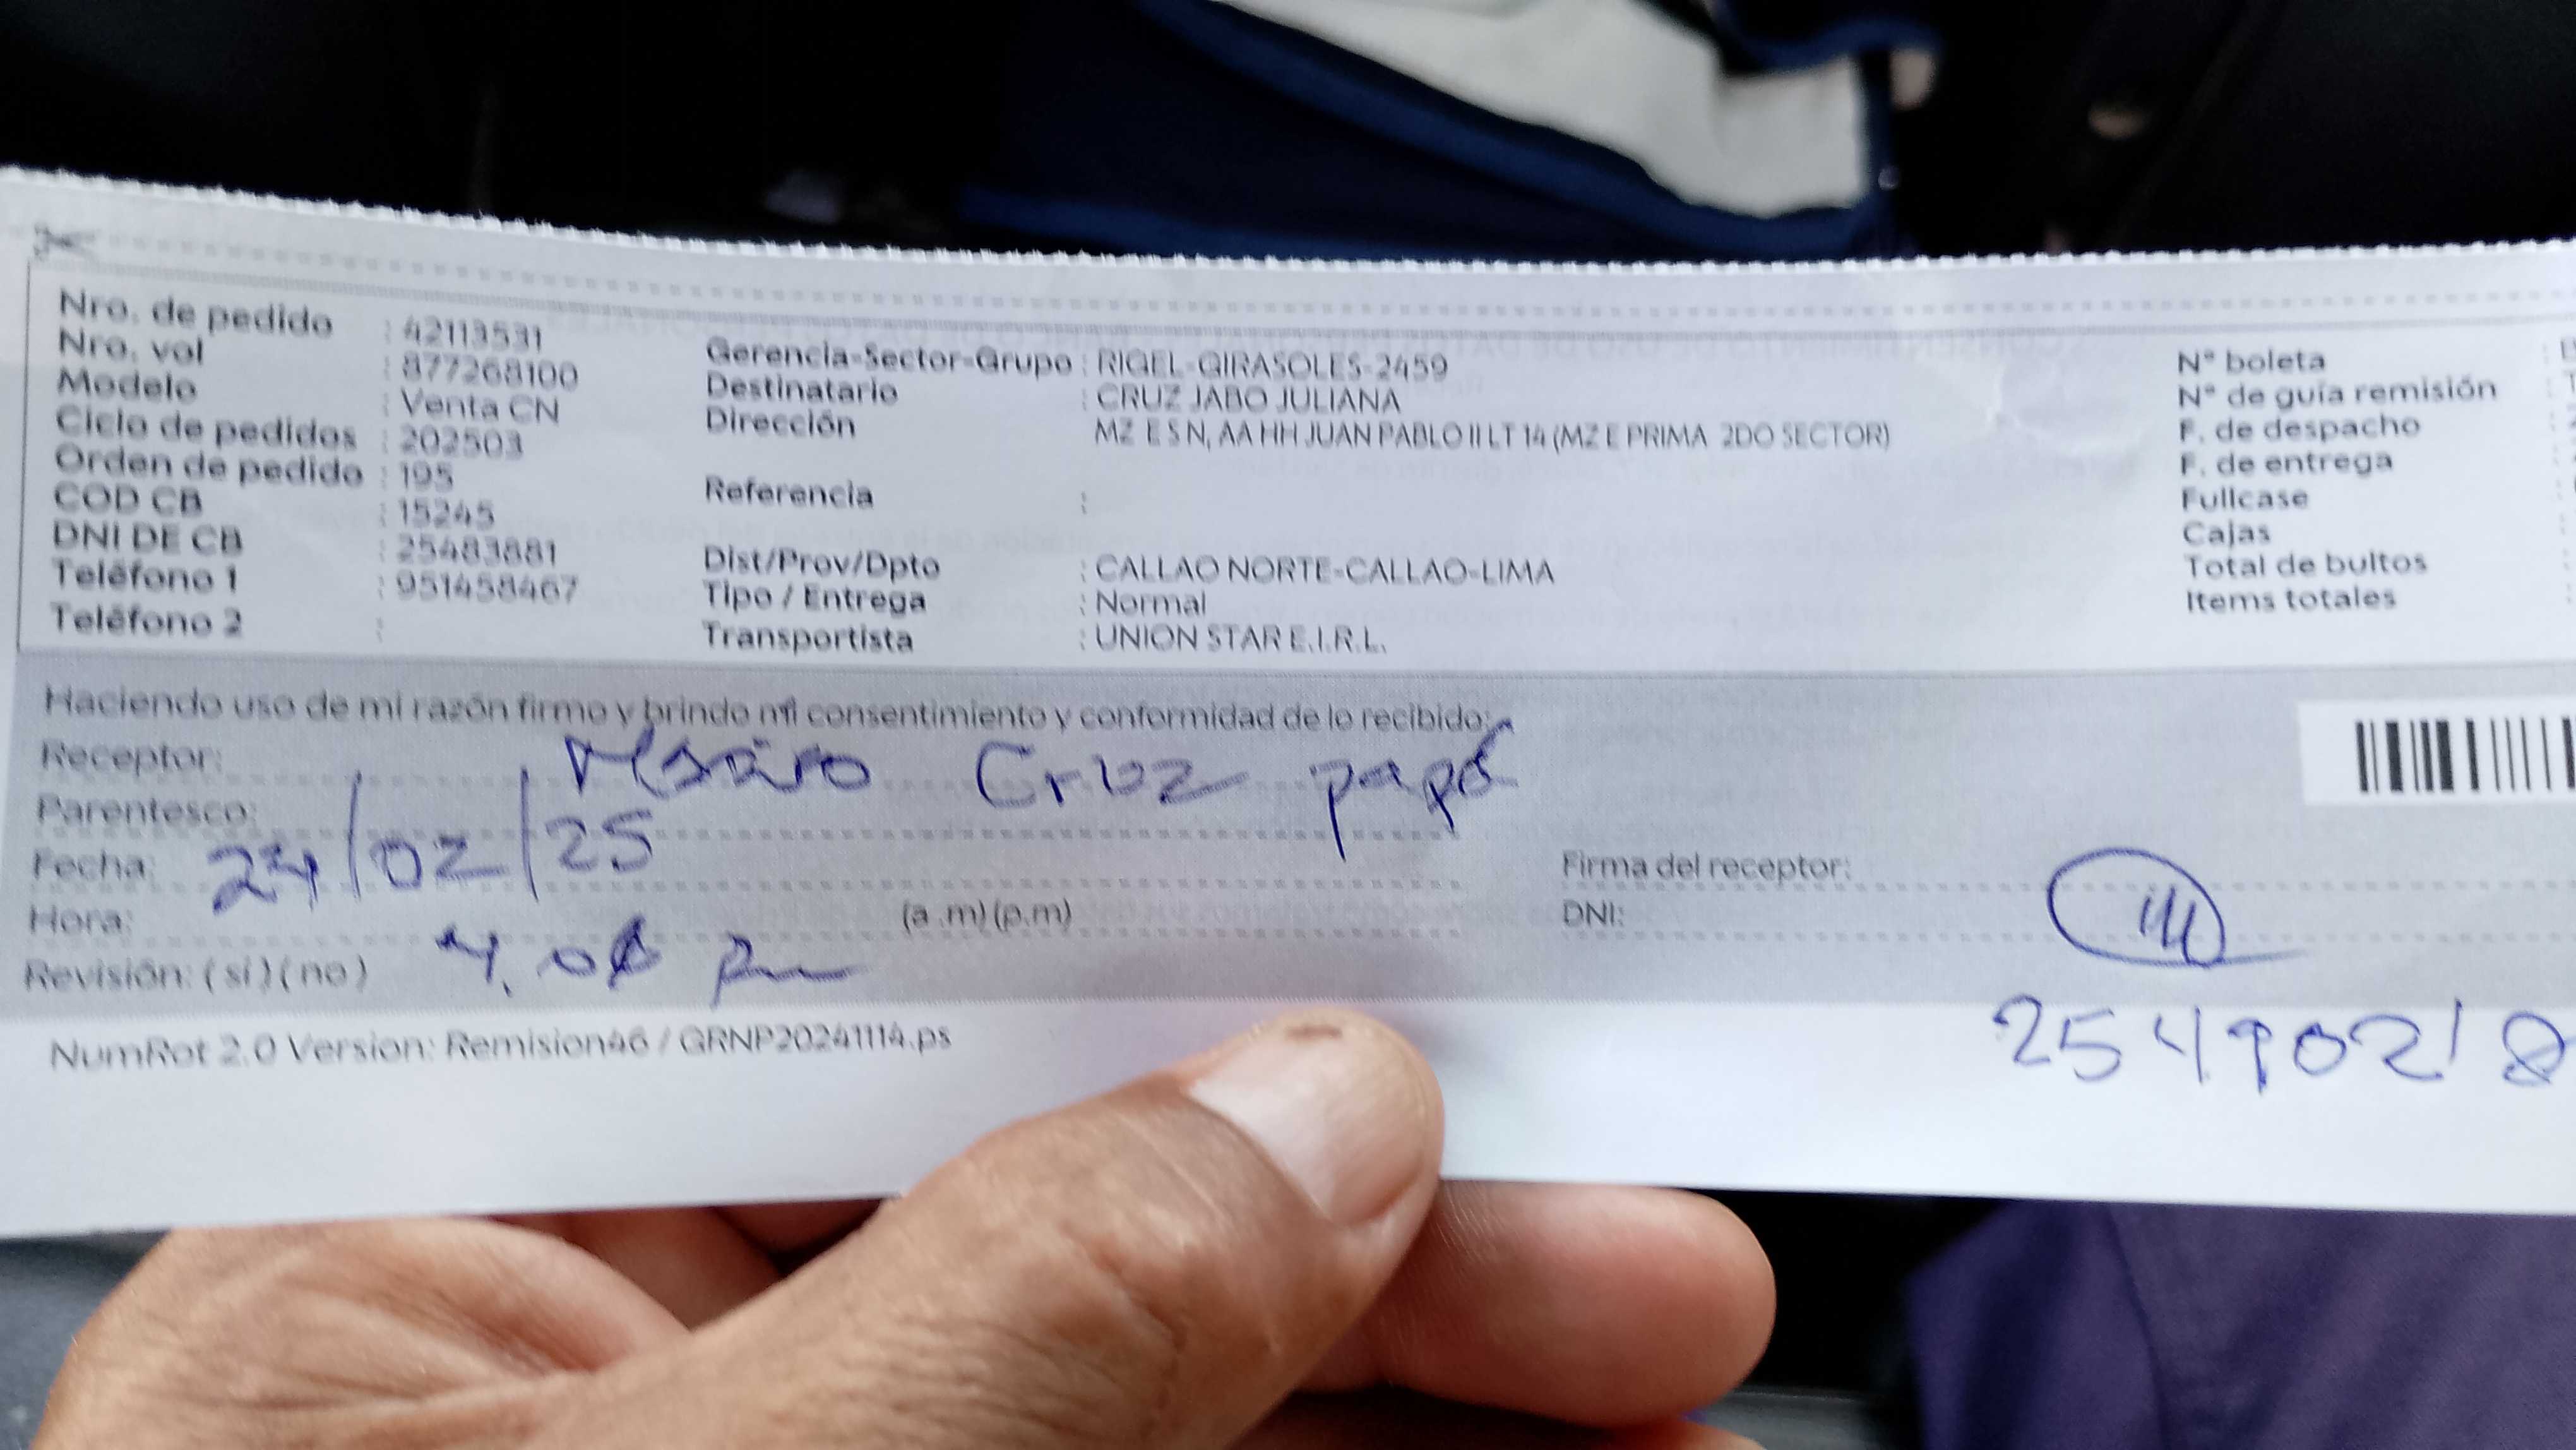 Nro. de pedido : 42113531
Nro. vol : 877268100
Modelo : Venta CN
Ciclo de pedidos : 202503
Orden de pedido : 195
COD CB : 15245
DNI DE CB : 25483881
Teléfono 1 : 951458467
Teléfono 2 :
Gerencia-Sector-Grupo : RIGEL-GIRASOLES-2459
Destinatario : CRUZ JABO JULIANA
Dirección MZ E S N, AA HH JUAN PABLO II LT 14 (MZ E PRIMA 2DO SECTOR)
Referencia :
Dist/Prov/Dpto : CALLAO NORTE-CALLAO-LIMA
Tipo / Entrega : Normal
Transportista : UNION STAR E.I.R.L.
N° boleta :
N° de guía remisión :
F. de despacho :
F. de entrega :
Fullcase :
Cajas :
Total de bultos :
Items totales :
Haciendo uso de mi razón firmo y brindo mi consentimiento y conformidad de lo recibido:
Receptor: Cruz papá
Parentesco:
Fecha: 24/02/25
Hora: (a .m) (p.m)
4.06 pm
Revisión: ( si ) ( no )
Firma del receptor:
DNI:
25490218
NumRot 2.0 Version: Remision46 / GRNP20241114.ps